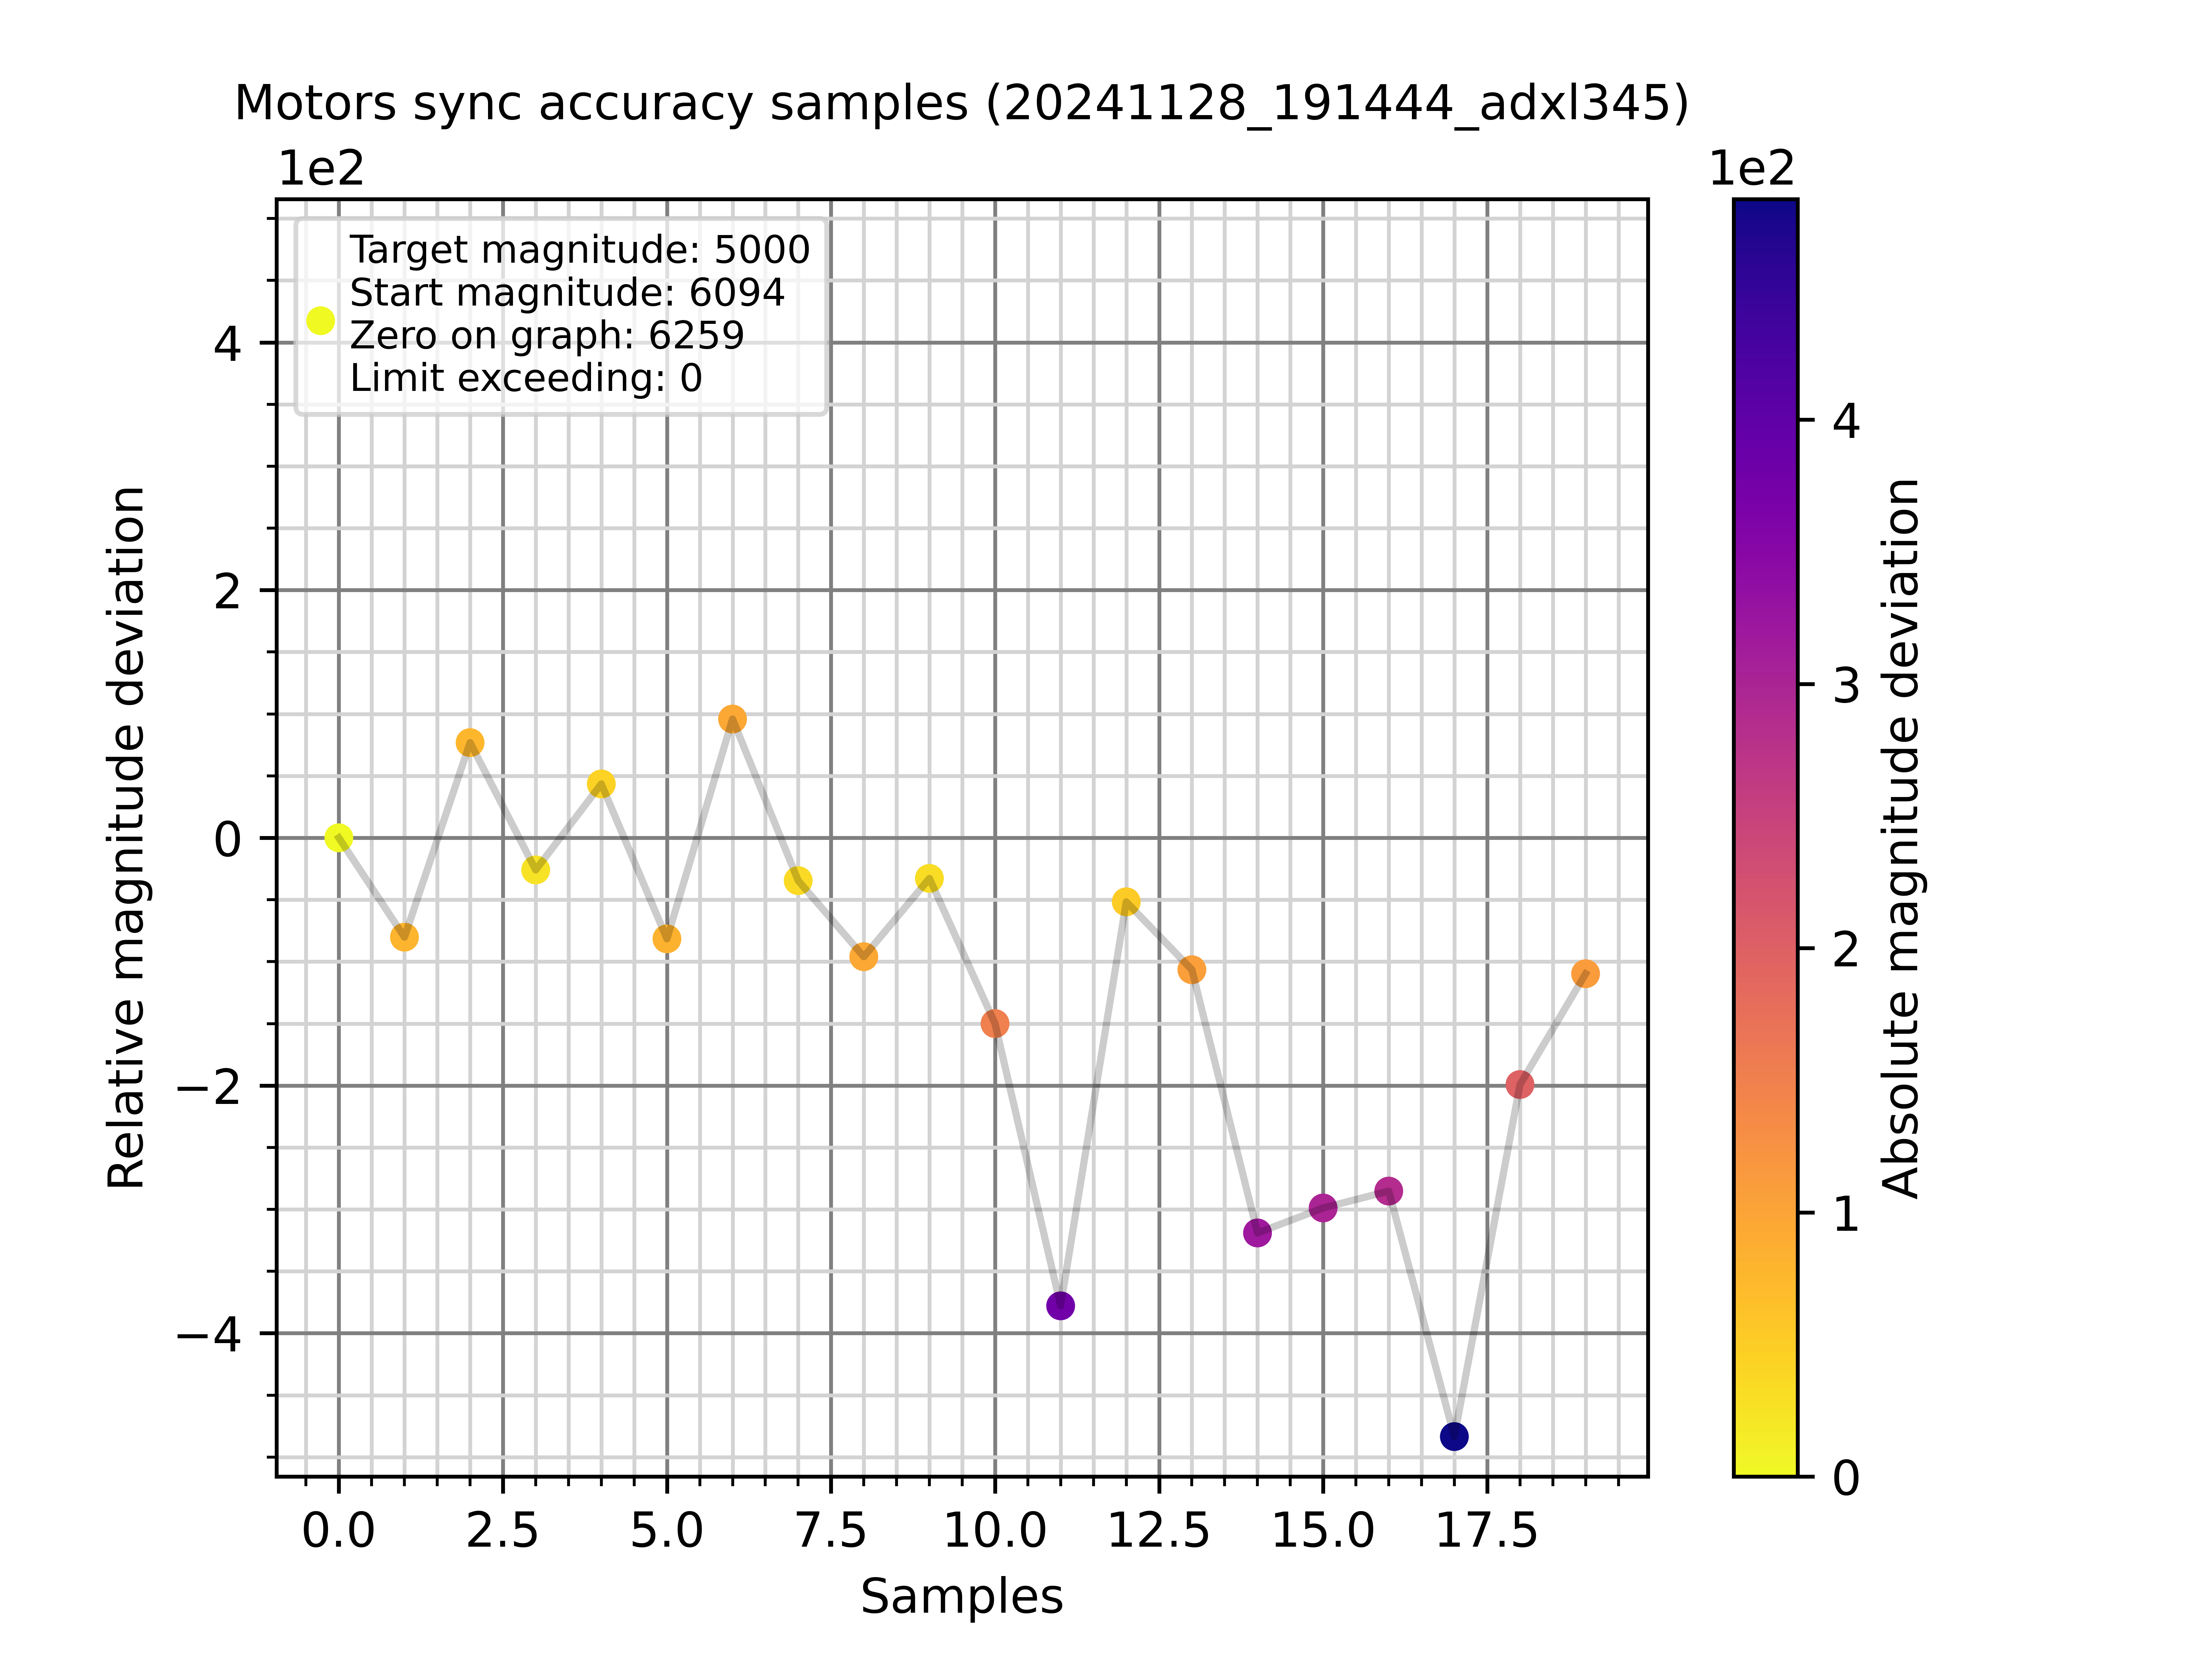 Motors sync accuracy samples (20241128_191444_adxl345)
1e2
1e2
Target magnitude: 5000
Start magnitude: 6094
Zero on graph: 6259
Limit exceeding: 0
4
2
0
−2
−4
Relative magnitude deviation
0.0 2.5 5.0 7.5 10.0 12.5 15.0 17.5
Samples
4
3
2
1
0
Absolute magnitude deviation